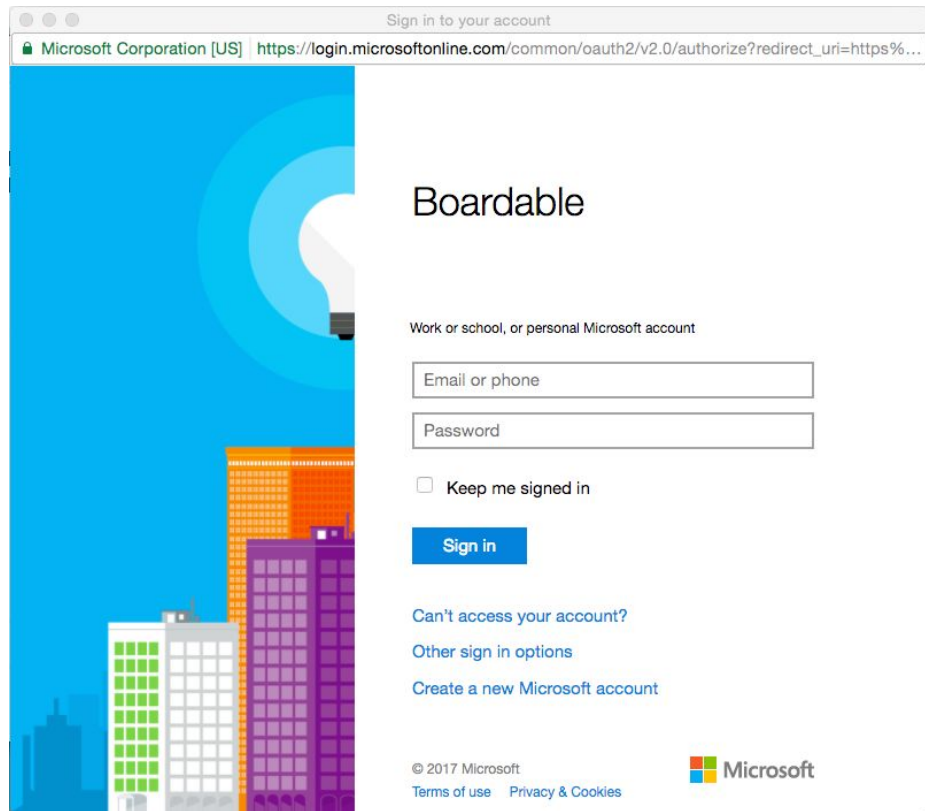 Sign in to your account
Microsoft Corporation [US] https://login.microsoftonline.com/common/oauth2/v2.0/authorize?redirect_uri=https%...
Boardable
Work or school, or personal Microsoft account
Email or phone
Password
Keep me signed in
Sign in
Can't access your account?
Other sign in options
Create a new Microsoft account
© 2017 Microsoft
Microsoft
Terms of use Privacy & Cookies